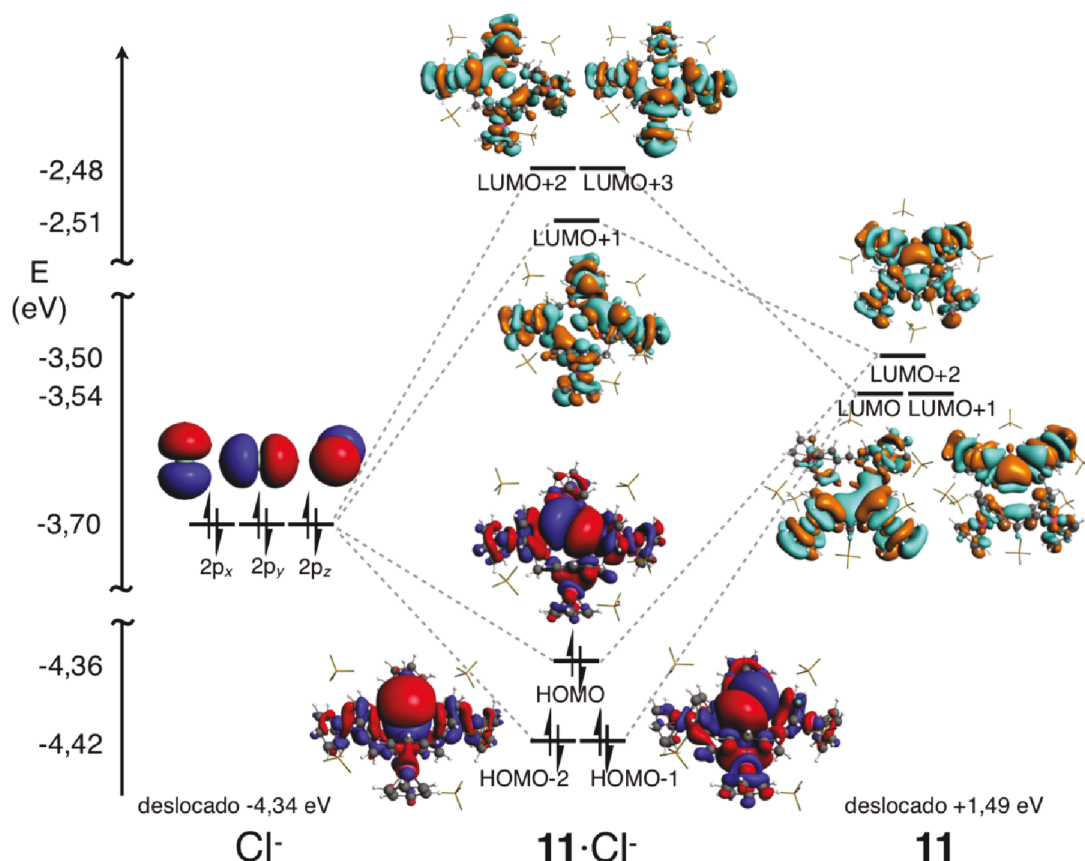 -2,48
LUMO+2 LUMO+3
-2,51
LUMO+1
E
(eV)
-3,50
LUMO+2
-3,54
LUMO LUMO+1
-3,70
2px 2py 2pz
-4,36
HOMO
-4,42
HOMO-2 HOMO-1
deslocado -4,34 eV deslocado +1,49 eV
Cl- 11·Cl- 11